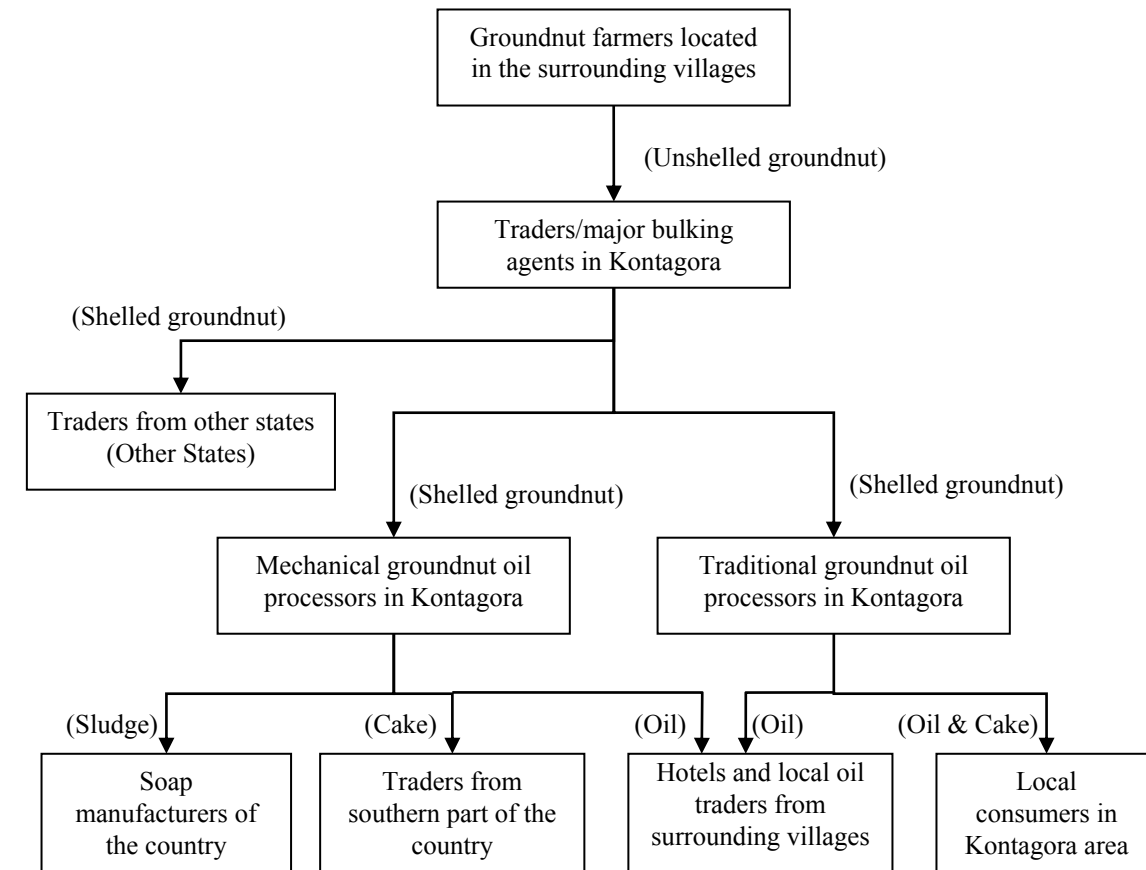 Groundnut farmers located
in the surrounding villages
(Unshelled groundnut)
Traders/major bulking
agents in Kontagora
(Shelled groundnut)
Traders from other states
(Other States)
(Shelled groundnut)
(Shelled groundnut)
Mechanical groundnut oil
processors in Kontagora
Traditional groundnut oil
processors in Kontagora
(Sludge)
(Cake)
(Oil)
(Oil)
(Oil & Cake)
Soap
manufacturers of
the country
Traders from
southern part of the
country
Hotels and local oil
traders from
surrounding villages
Local
consumers in
Kontagora area